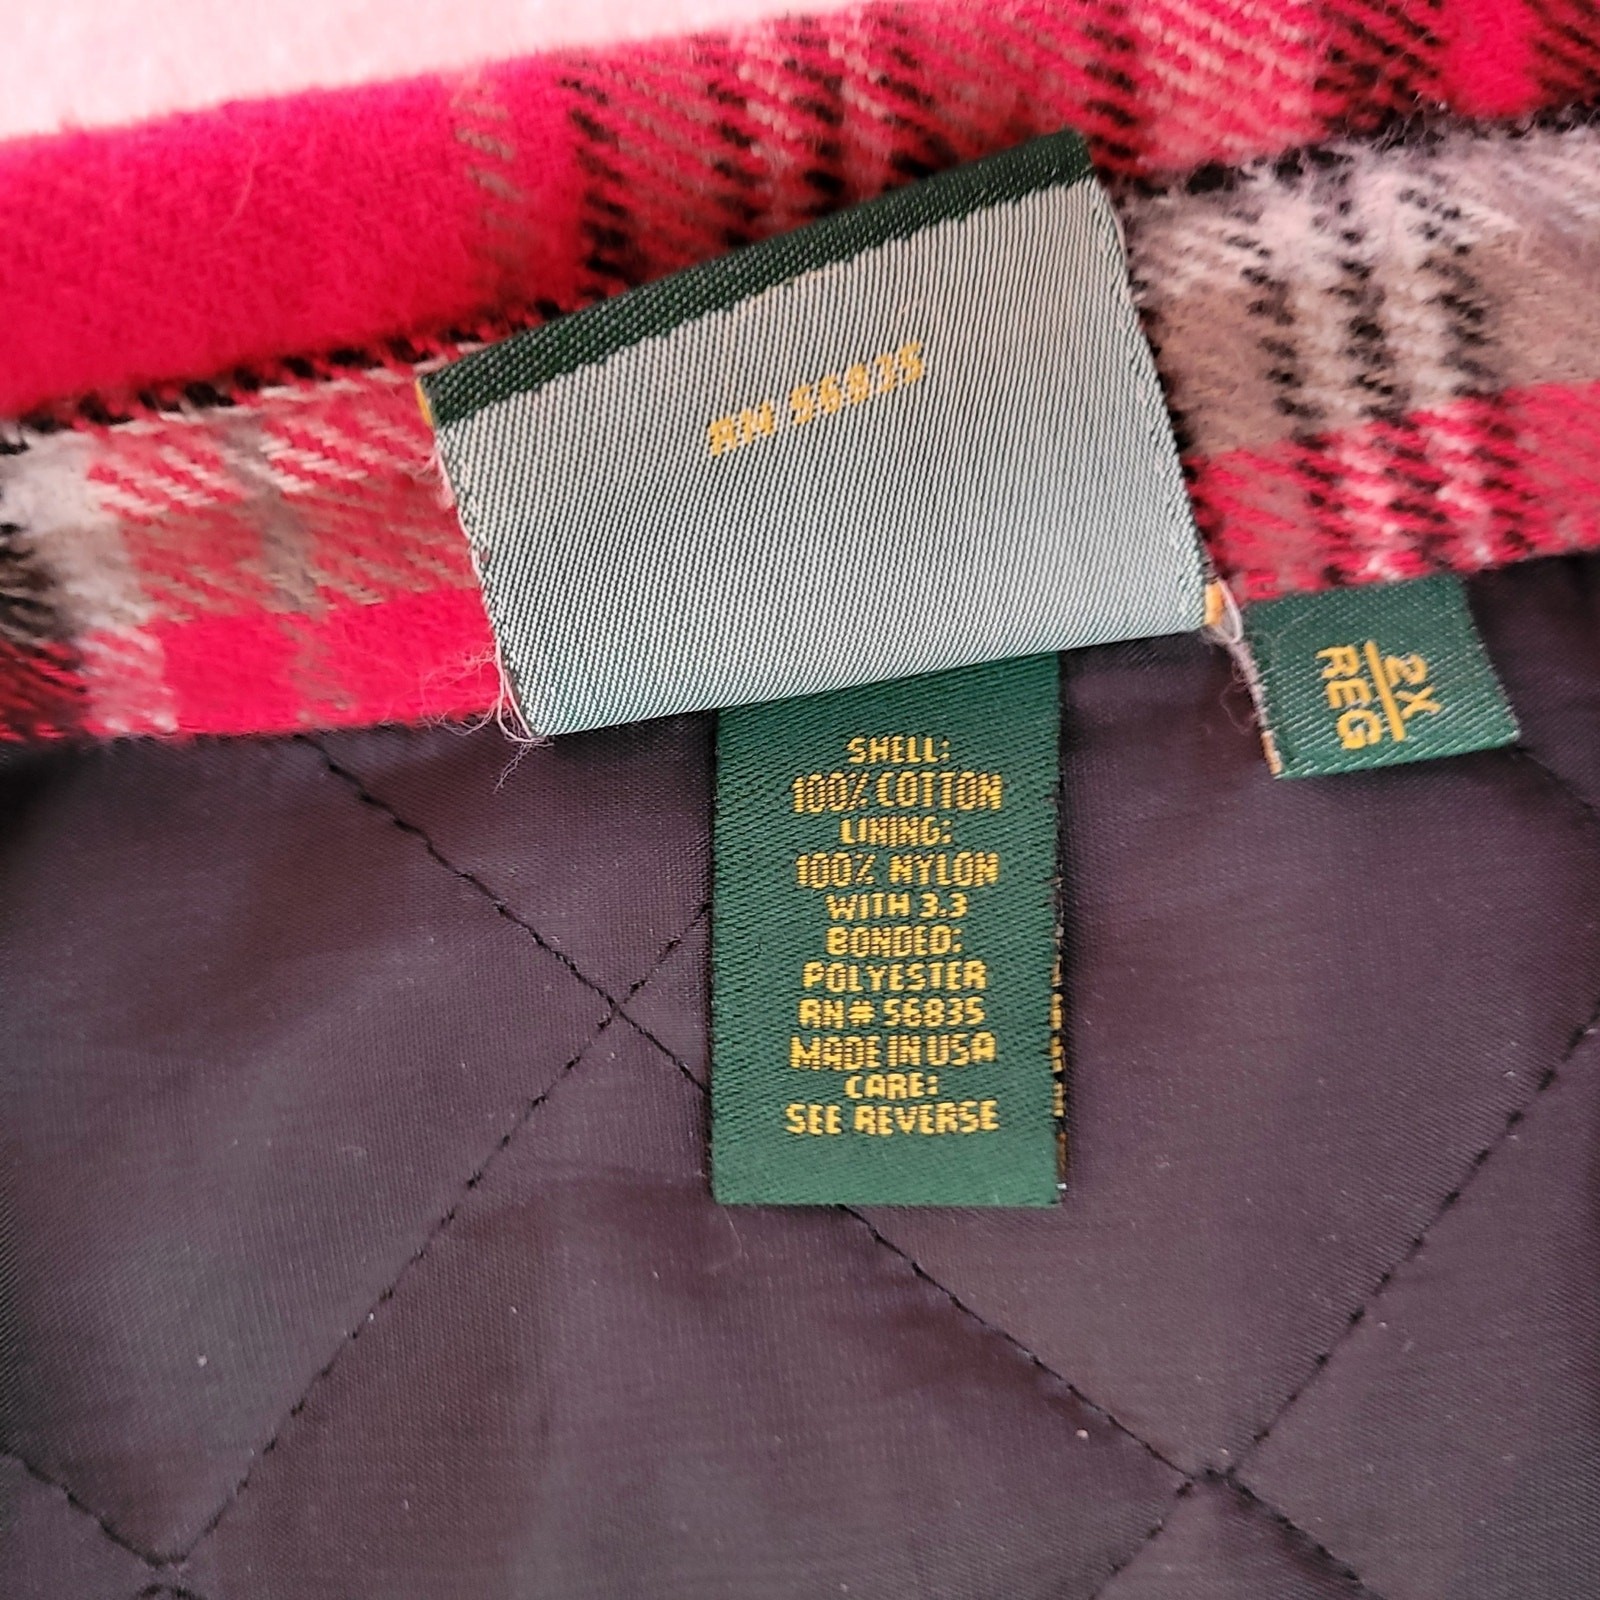 RN 56835
2X
REG
SHELL:
100% COTTON
LINING:
100% NYLON
WITH 3.3
BONDED:
POLYESTER
RN# 56835
MADE IN USA
CARE:
SEE REVERSE